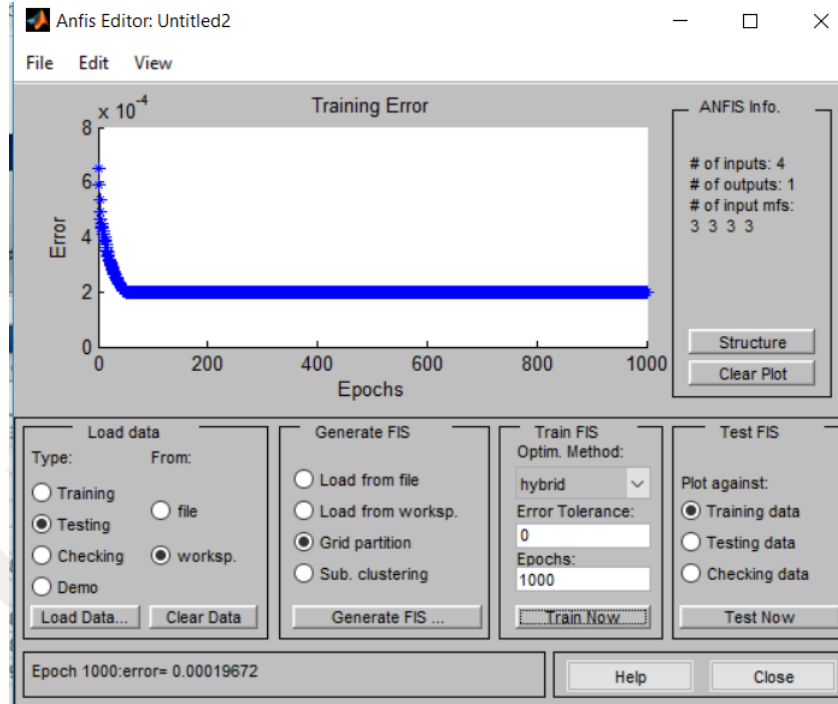 Anfis Editor: Untitled2
File Edit View
x 10-4
Training Error
8
6
4
2
0
Error
0 200 400 600 800 1000
Epochs
ANFIS Info.
# of inputs: 4
# of outputs: 1
# of input mfs:
3 3 3 3
Structure
Clear Plot
Load data
Type: From:
Training
Testing
Checking
Demo
file
worksp.
Load Data... Clear Data
Generate FIS
Load from file
Load from worksp.
Grid partition
Sub. clustering
Generate FIS ...
Train FIS
Optim. Method:
hybrid
Error Tolerance:
0
Epochs:
1000
Train Now
Test FIS
Plot against:
Training data
Testing data
Checking data
Test Now
Epoch 1000:error= 0.00019672
Help Close